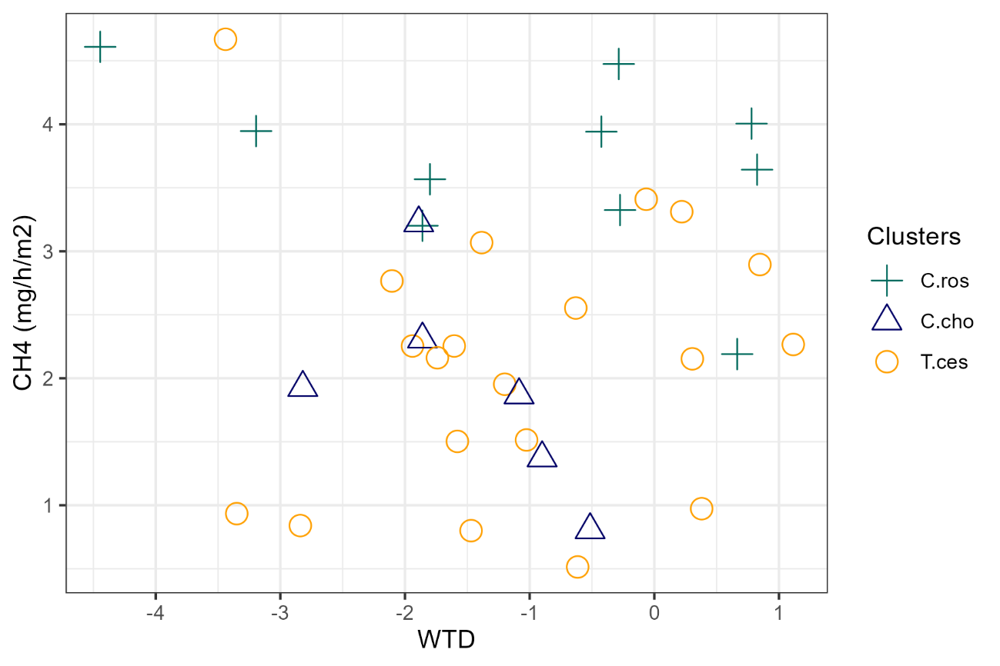 CH4 (mg/h/m2)
4
3
2
1
-4
-3
-2
-1
0
1
WTD
Clusters
C.ros
C.cho
T.ces